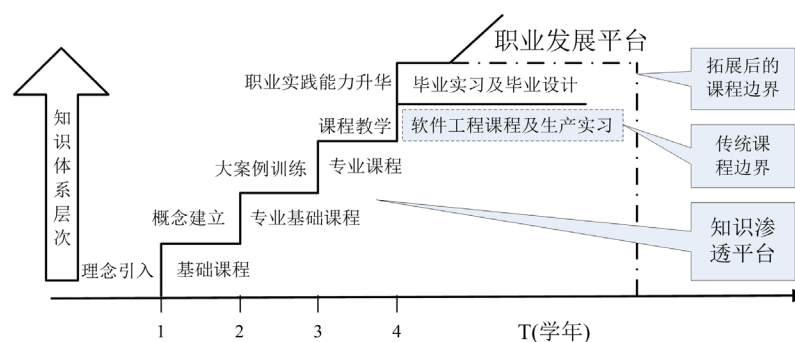 职业发展平台
拓展后的
课程边界
职业实践能力升华
毕业实习及毕业设计
课程教学
软件工程课程及生产实习
传统课
程边界
大案例训练
专业课程
概念建立
专业基础课程
知识渗
透平台
理念引入
基础课程
知识体系层次
1
2
3
4
T(学年)